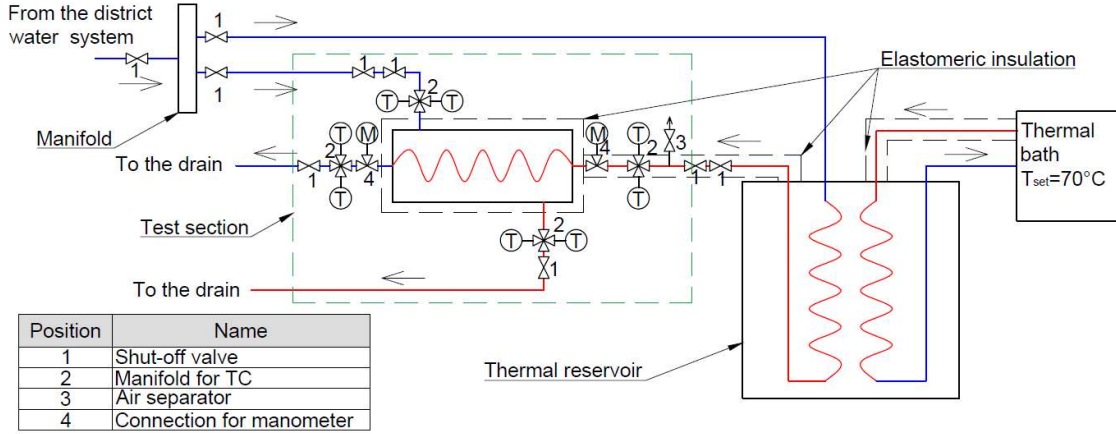 From the district
water system
1
1
1
Manifold
1
1
2
T
T
Elastomeric insulation
To the drain
T
M
2
1
4
T
M
T
4
2
3
1
1
T
Thermal
bath
Tset=70°C
Test section
T
T
2
1
To the drain
Thermal reservoir
Position Name
1 Shut-off valve
2 Manifold for TC
3 Air separator
4 Connection for manometer